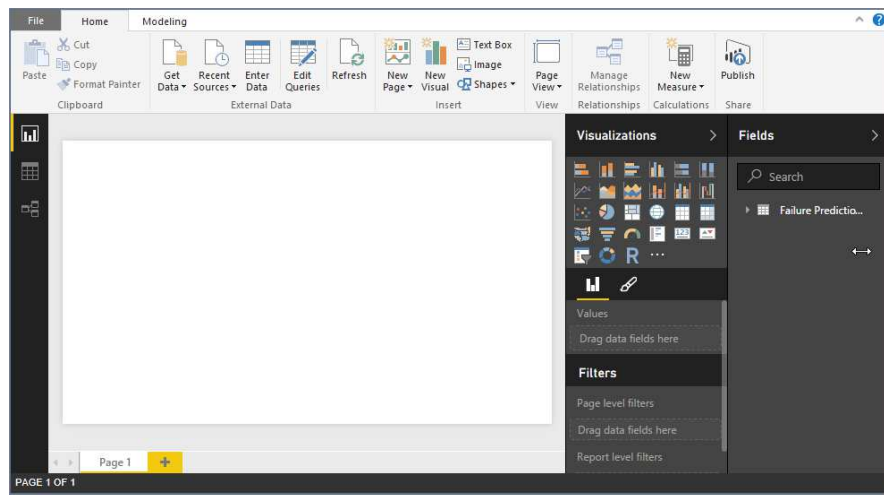 File Home Modeling
Paste
Cut
Copy
Format Painter
Clipboard
Get Data
Recent Sources
Enter Data
Edit Queries
Refresh
External Data
New Page
New Visual
Text Box
Image
Shapes
Insert
Page View
View
Manage Relationships
Relationships
New Measure
Calculations
Publish
Share
Visualizations
Fields
Search
Failure Predictio...
123
R
...
Values
Drag data fields here
Filters
Page level filters
Drag data fields here
Report level filters
Page 1
PAGE 1 OF 1